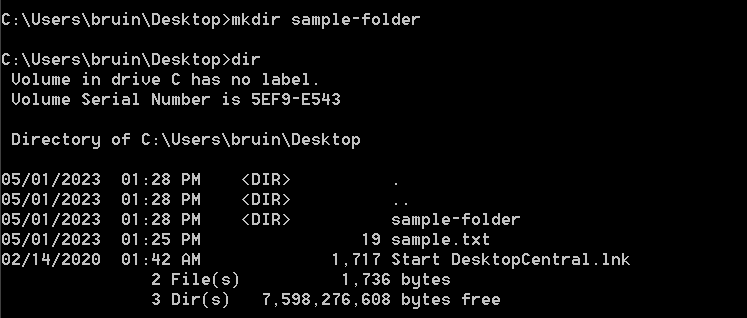 C:\Users\bruin\Desktop>mkdir sample-folder
C:\Users\bruin\Desktop>dir
Volume in drive C has no label.
Volume Serial Number is 5EF9-E543
Directory of C:\Users\bruin\Desktop
05/01/2023  01:28 PM    <DIR>          .
05/01/2023  01:28 PM    <DIR>          ..
05/01/2023  01:28 PM    <DIR>          sample-folder
05/01/2023  01:25 PM                19 sample.txt
02/14/2020  01:42 AM             1,717 Start DesktopCentral.lnk
2 File(s)          1,736 bytes
3 Dir(s)   7,598,276,608 bytes free